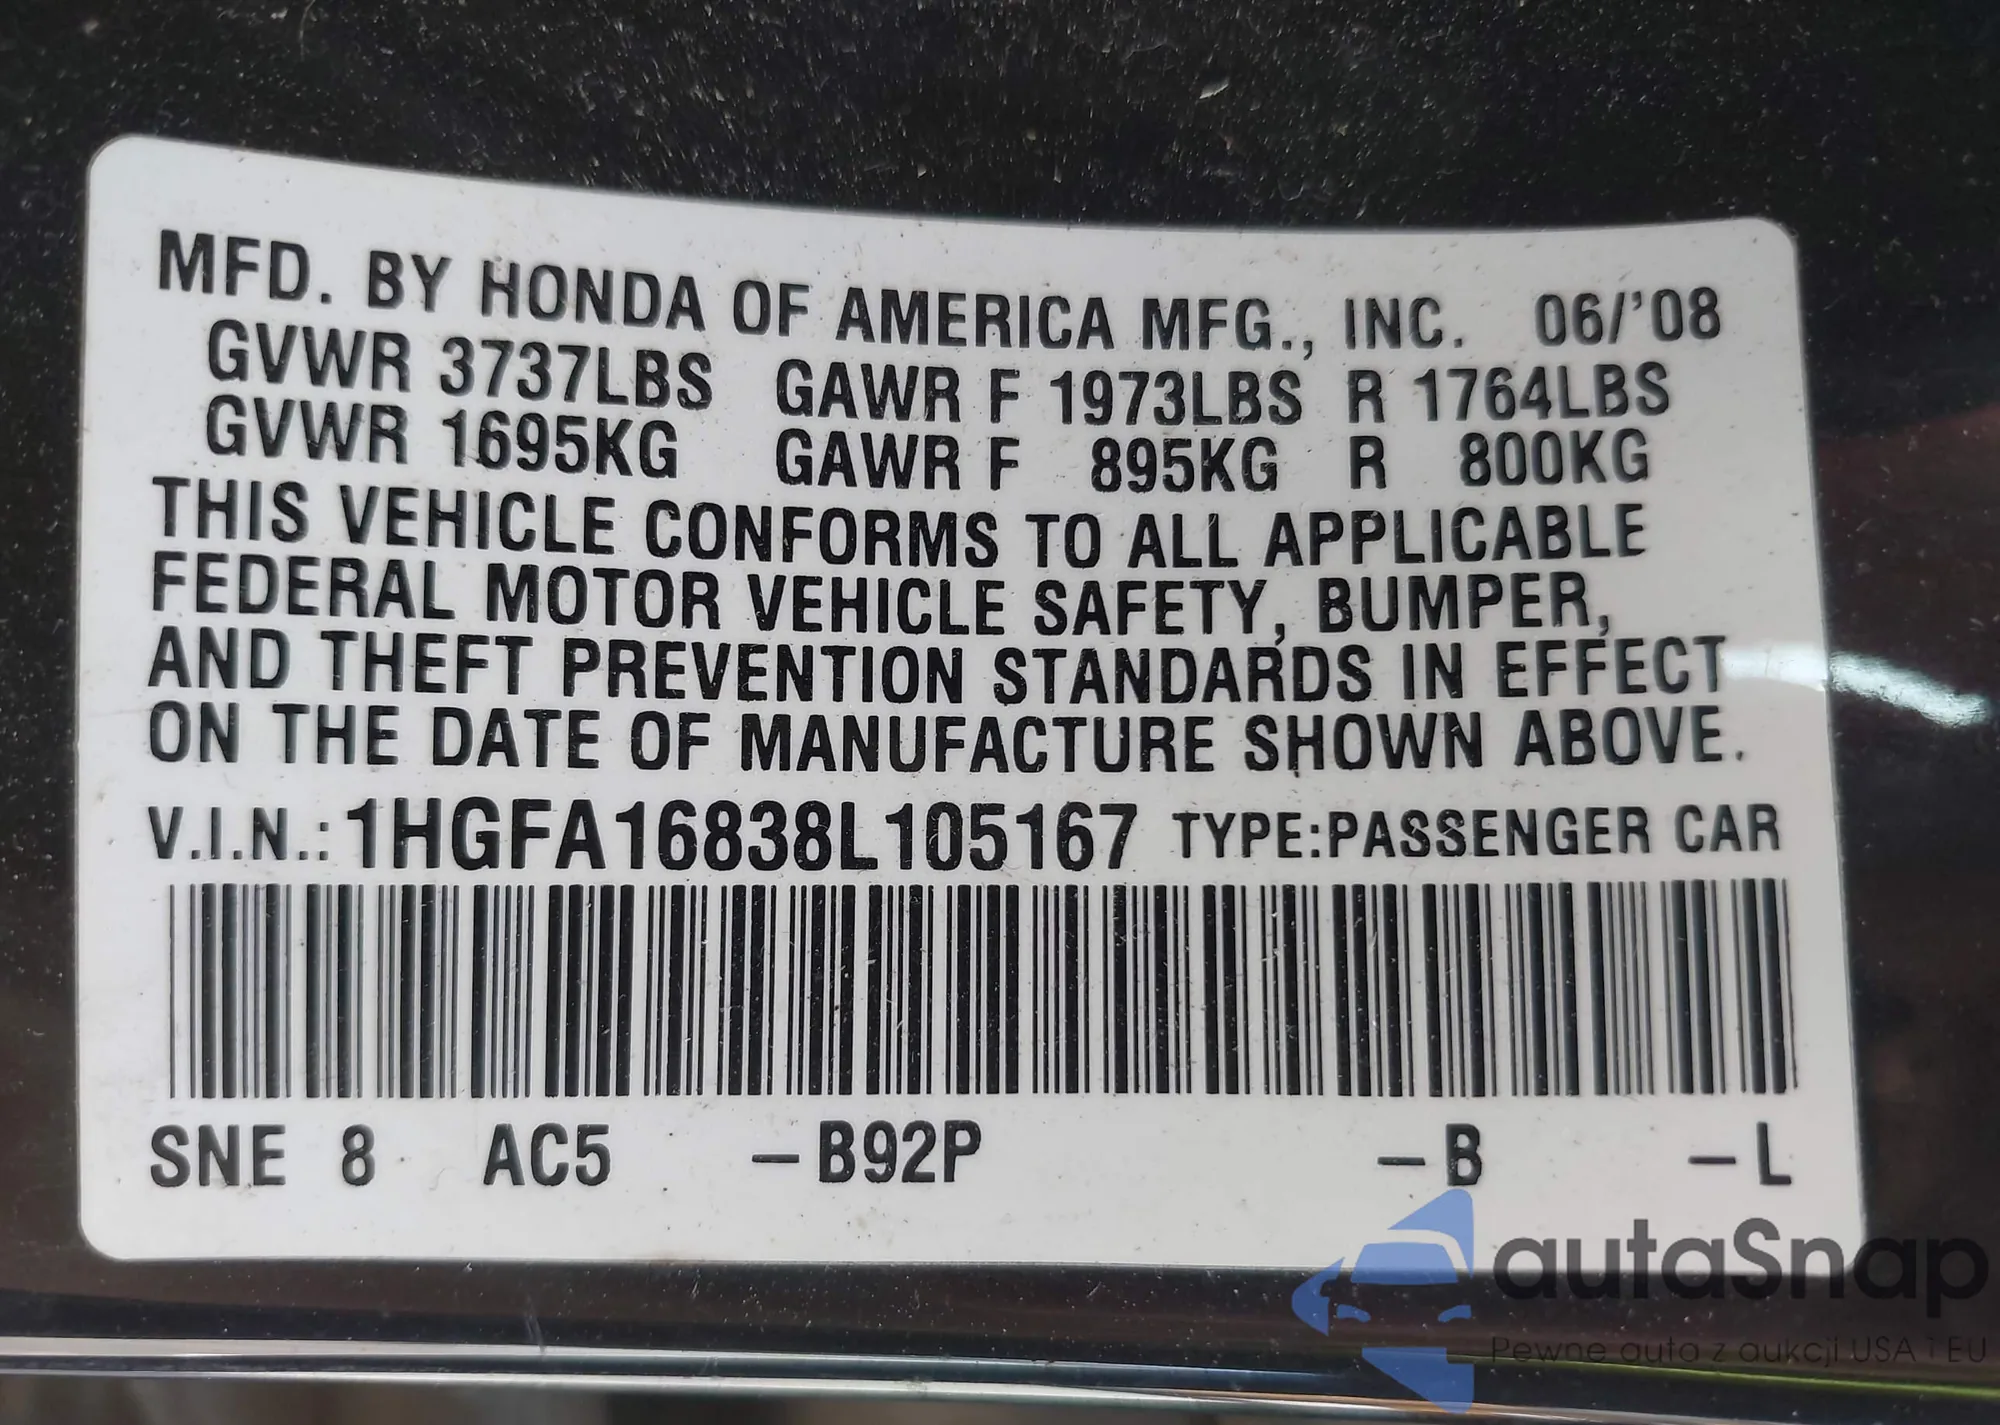 MFD. BY HONDA OF AMERICA MFG., INC. 06/'08
GVWR 3737LBS GAWR F 1973LBS R 1764LBS
GVWR 1695KG GAWR F 895KG R 800KG
THIS VEHICLE CONFORMS TO ALL APPLICABLE
FEDERAL MOTOR VEHICLE SAFETY, BUMPER,
AND THEFT PREVENTION STANDARDS IN EFFECT
ON THE DATE OF MANUFACTURE SHOWN ABOVE.
V.I.N.: 1HGFA16838L105167 TYPE:PASSENGER CAR
SNE 8 AC5 –B92P –B –L
autaSnap
Pewne auto z aukcji USA i EU